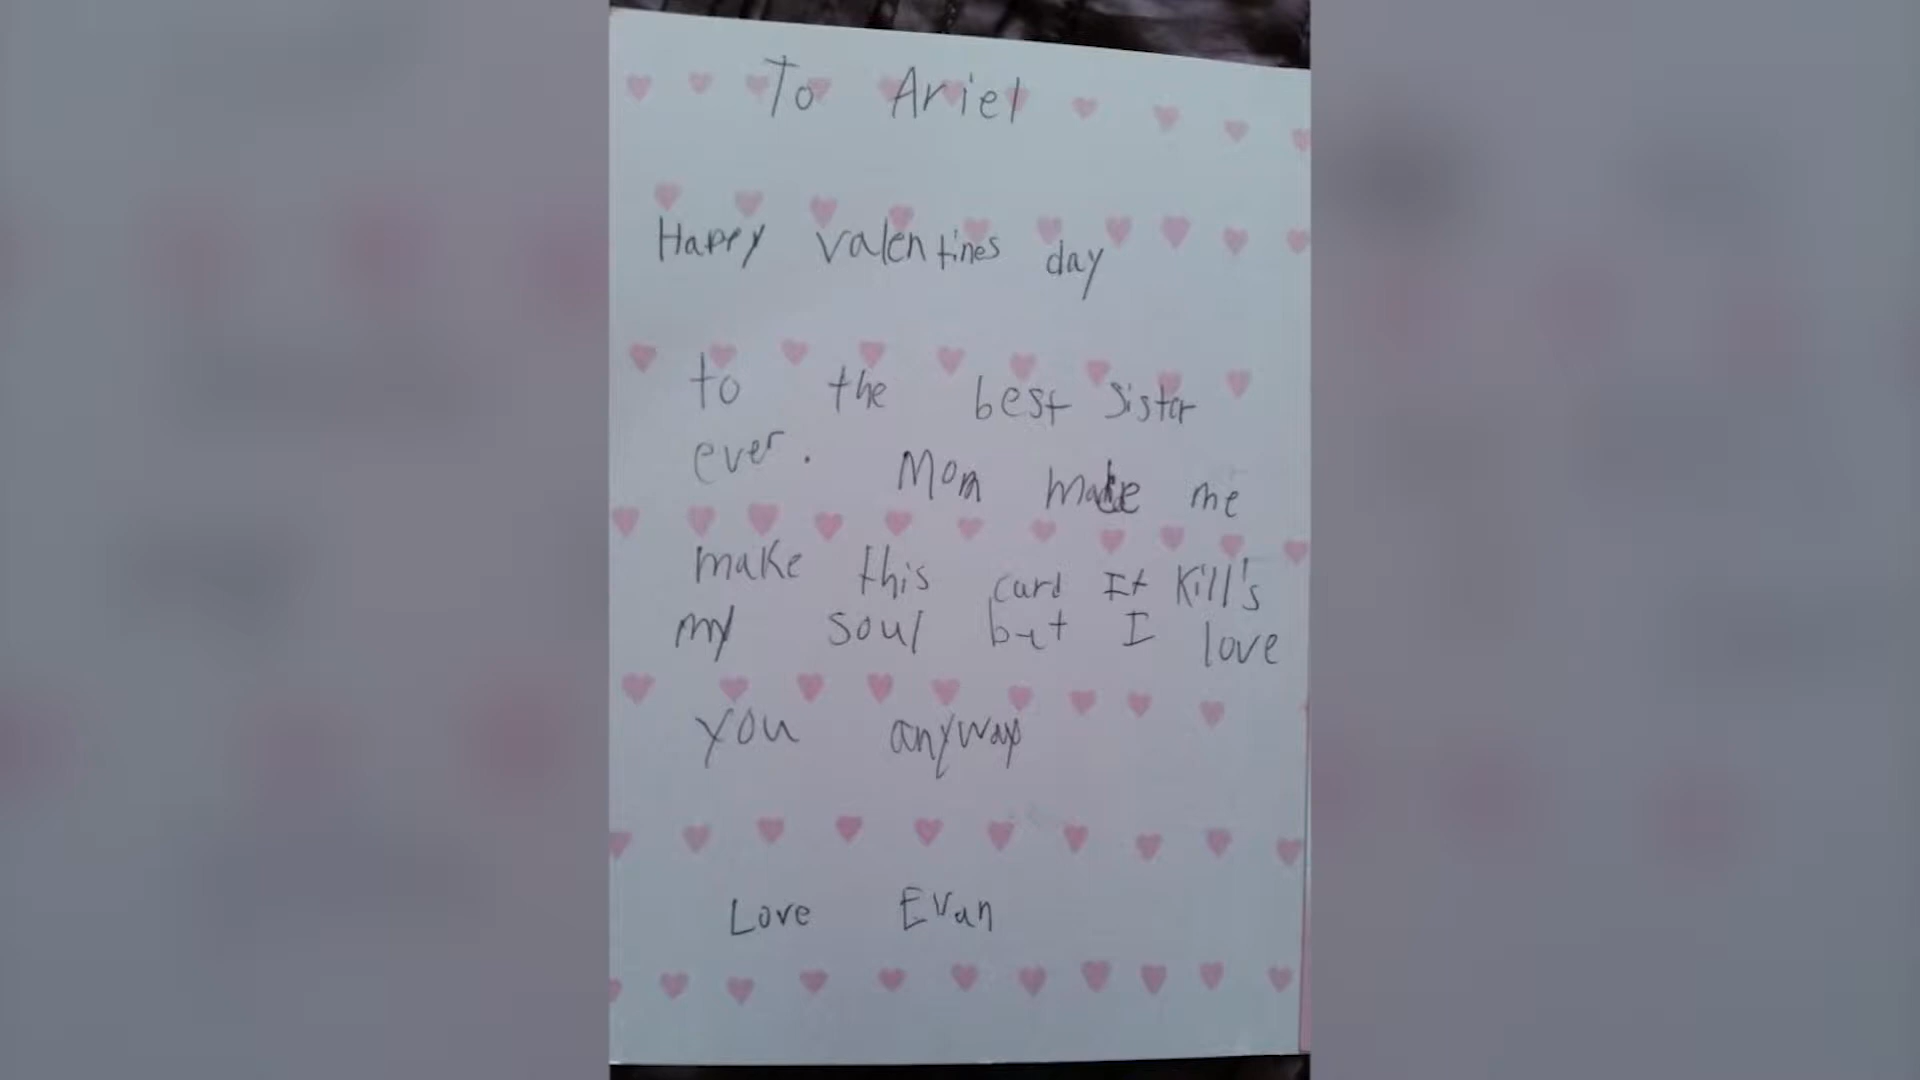 To Ariel
Happy valentines day
to the best Sister
ever. Mom made me
make this card It Kill's
my soul but I love
you anyway
Love Evan